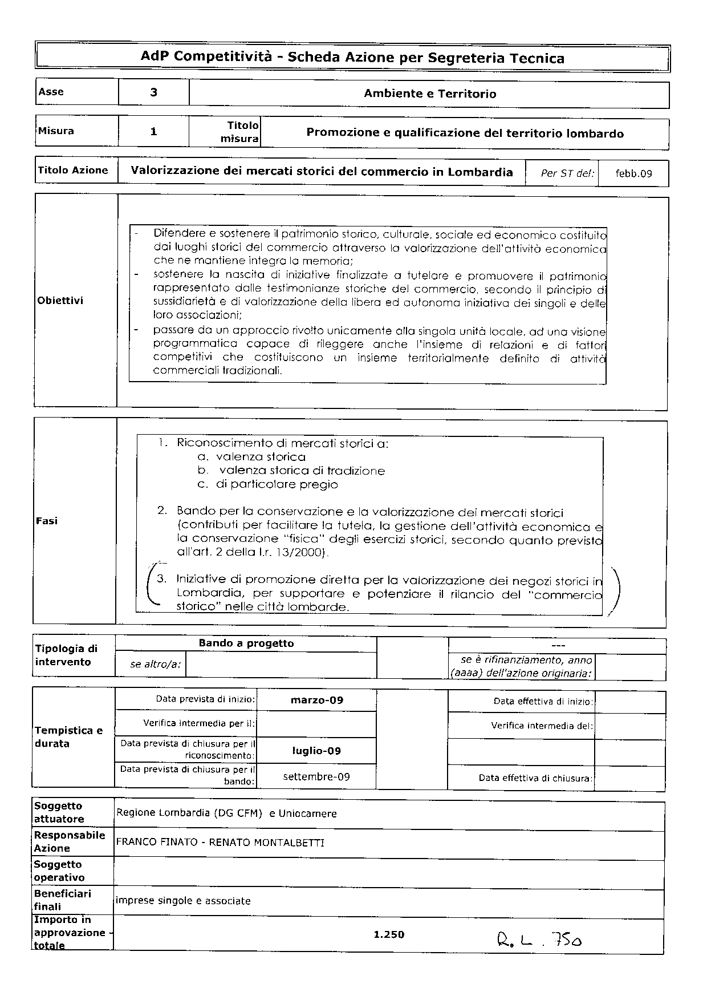 AdP Competitività - Scheda Azione per Segreteria Tecnica
Asse 3 Ambiente e Territorio
Misura 1 Titolo misura Promozione e qualificazione del territorio lombardo
Titolo Azione Valorizzazione dei mercati storici del commercio in Lombardia Per ST del: febb.09
Obiettivi
- Difendere e sostenere il patrimonio storico, culturale, sociale ed economico costituito
dai luoghi storici del commercio attraverso la valorizzazione dell'attività economica
che ne mantiene integra la memoria;
- sostenere la nascita di iniziative finalizzate a tutelare e promuovere il patrimonio
rappresentato dalle testimonianze storiche del commercio, secondo il principio di
sussidiarietà e di valorizzazione della libera ed autonoma iniziativa dei singoli e delle
loro associazioni;
- passare da un approccio rivolto unicamente alla singola unità locale, ad una visione
programmatica capace di rileggere anche l'insieme di relazioni e di fattori
competitivi che costituiscono un insieme territorialmente definito di attività
commerciali tradizionali.
Fasi
1. Riconoscimento di mercati storici a:
a. valenza storica
b. valenza storica di tradizione
c. di particolare pregio
2. Bando per la conservazione e la valorizzazione dei mercati storici
(contributi per facilitare la tutela, la gestione dell'attività economica e
la conservazione "fisica" degli esercizi storici, secondo quanto previsto
all'art. 2 della l.r. 13/2000).
3. Iniziative di promozione diretta per la valorizzazione dei negozi storici in
Lombardia, per supportare e potenziare il rilancio del "commercio
storico" nelle città lombarde.
Tipologia di intervento
Bando a progetto ---
se altro/a: se è rifinanziamento, anno
(aaaa) dell'azione originaria:
Tempistica e durata
Data prevista di inizio: marzo-09 Data effettiva di inizio:
Verifica intermedia per il: Verifica intermedia del:
Data prevista di chiusura per il
riconoscimento: luglio-09
Data prevista di chiusura per il
bando: settembre-09 Data effettiva di chiusura:
Soggetto
attuatore Regione Lombardia (DG CFM) e Uniocamere
Responsabile
Azione FRANCO FINATO - RENATO MONTALBETTI
Soggetto
operativo
Beneficiari
finali imprese singole e associate
Importo in
approvazione - 1.250 R. L. 750
totale